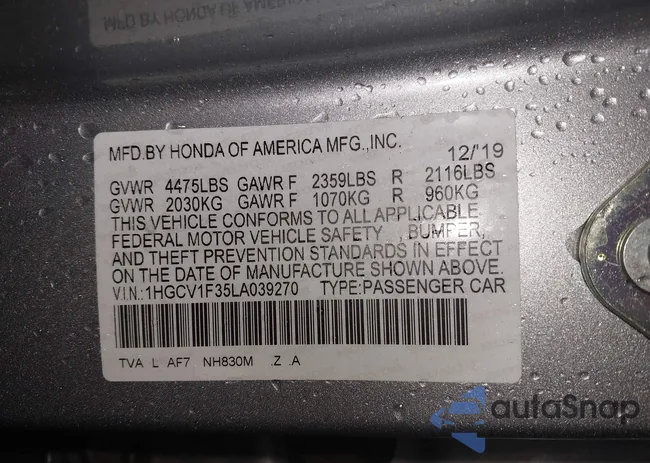 MFD.BY HONDA OF AMERICA MFG.,INC.
12/'19
GVWR 4475LBS GAWR F 2359LBS R 2116LBS
GVWR 2030KG GAWR F 1070KG R 960KG
THIS VEHICLE CONFORMS TO ALL APPLICABLE
FEDERAL MOTOR VEHICLE SAFETY , BUMPER,
AND THEFT PREVENTION STANDARDS IN EFFECT
ON THE DATE OF MANUFACTURE SHOWN ABOVE.
V.I.N.: 1HGCV1F35LA039270 TYPE:PASSENGER CAR
TVA L AF7 NH830M .Z .A
autoSnap